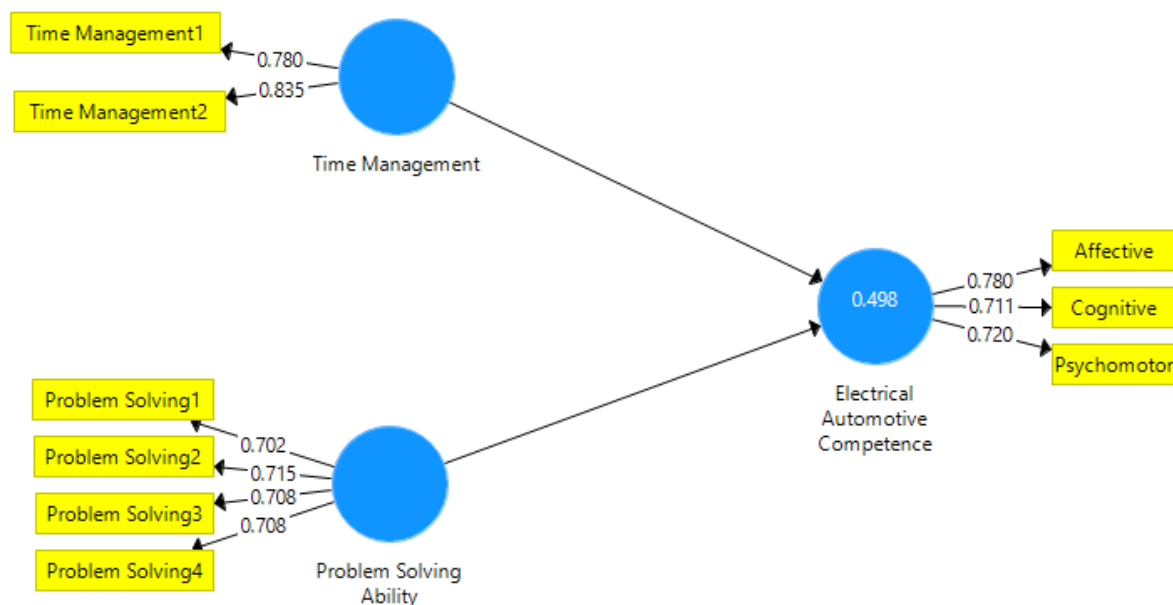 Time Management1
0.780
0.835
Time Management2
Time Management
Affective
0.780
0.498
0.711
Cognitive
0.720
Psychomotor
Electrical
Automotive
Competence
Problem Solving1
0.702
Problem Solving2
0.715
0.708
Problem Solving3
0.708
Problem Solving4
Problem Solving
Ability